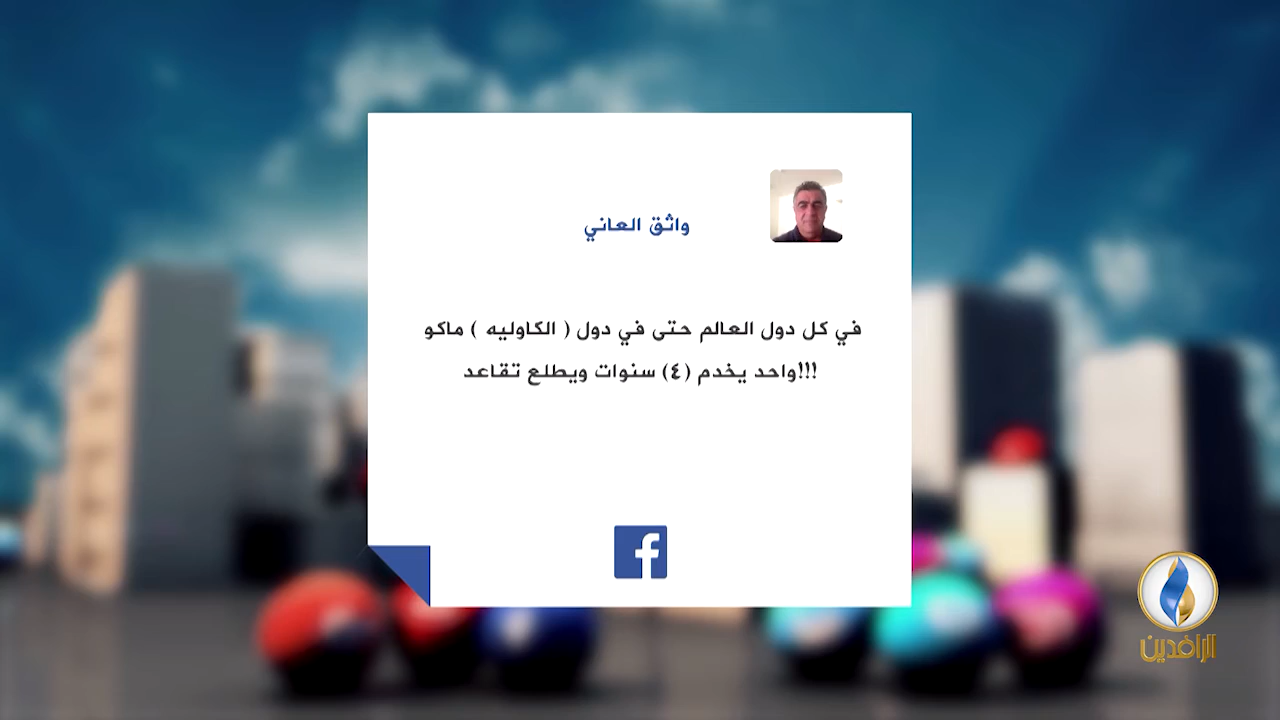 واثق العاني
في كل دول العالم حتى في دول ( الكاوليه ) ماكو
واحد يخدم (٤) سنوات ويطلع تقاعد!!!
الرافدين